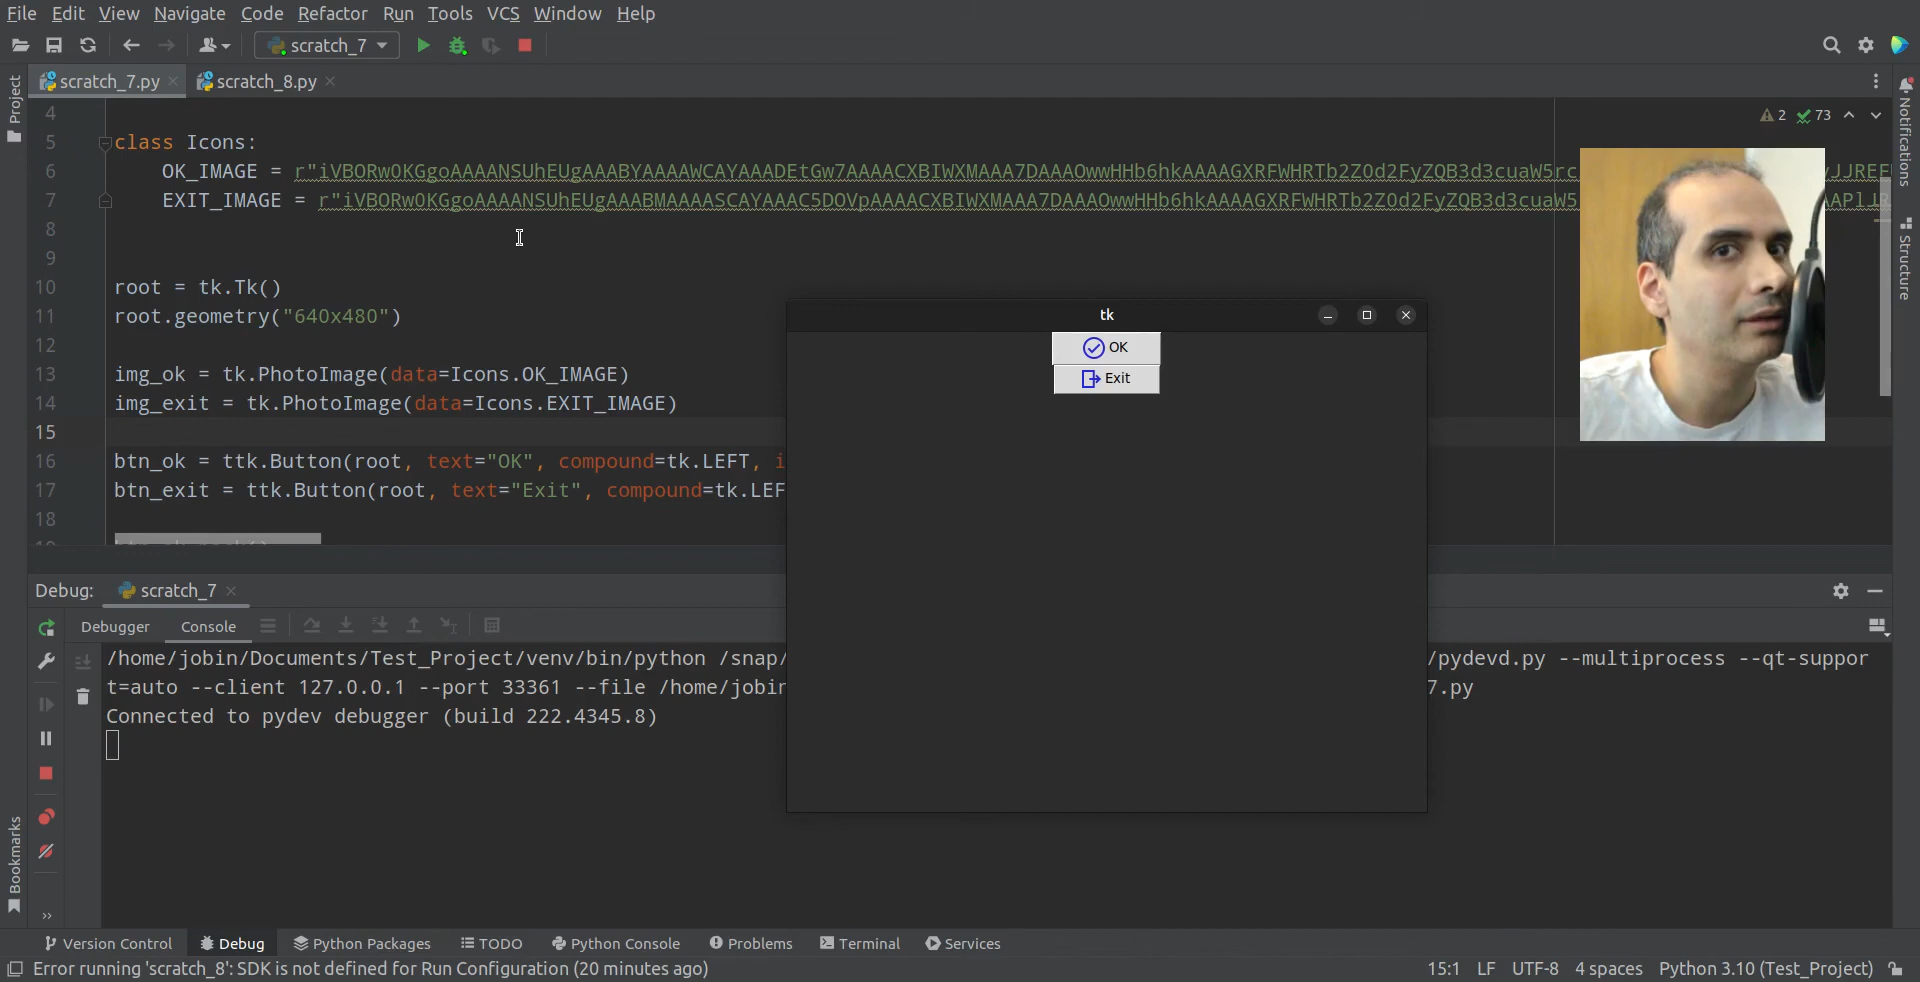 File Edit View Navigate Code Refactor Run Tools VCS Window Help
scratch_7
scratch_7.py scratch_8.py
Project
Notifications
Structure
Bookmarks
2 73
4
5 class Icons:
6 OK_IMAGE = r"iVBORw0KGgoAAAANSUhEUgAAABYAAAAWCAYAAADEtGw7AAAACXBIWXMAAA7DAAAOwwHHb6hkAAAAGXRFWHRTb2Z0d2FyZQB3d3cuaW5rc
7 EXIT_IMAGE = r"iVBORw0KGgoAAAANSUhEUgAAABMAAAASCAYAAAC5DOVpAAAACXBIWXMAAA7DAAAOwwHHb6hkAAAAGXRFWHRTb2Z0d2FyZQB3d3cuaW5
8
9
10 root = tk.Tk()
11 root.geometry("640x480")
12
13 img_ok = tk.PhotoImage(data=Icons.OK_IMAGE)
14 img_exit = tk.PhotoImage(data=Icons.EXIT_IMAGE)
15
16 btn_ok = ttk.Button(root, text="OK", compound=tk.LEFT, i
17 btn_exit = ttk.Button(root, text="Exit", compound=tk.LEF
18
tk
OK
Exit
Debug: scratch_7
Debugger Console
/home/jobin/Documents/Test_Project/venv/bin/python /snap/ /pydevd.py --multiprocess --qt-suppor
t=auto --client 127.0.0.1 --port 33361 --file /home/jobin 7.py
Connected to pydev debugger (build 222.4345.8)
Version Control Debug Python Packages TODO Python Console Problems Terminal Services
Error running 'scratch_8': SDK is not defined for Run Configuration (20 minutes ago) 15:1 LF UTF-8 4 spaces Python 3.10 (Test_Project)